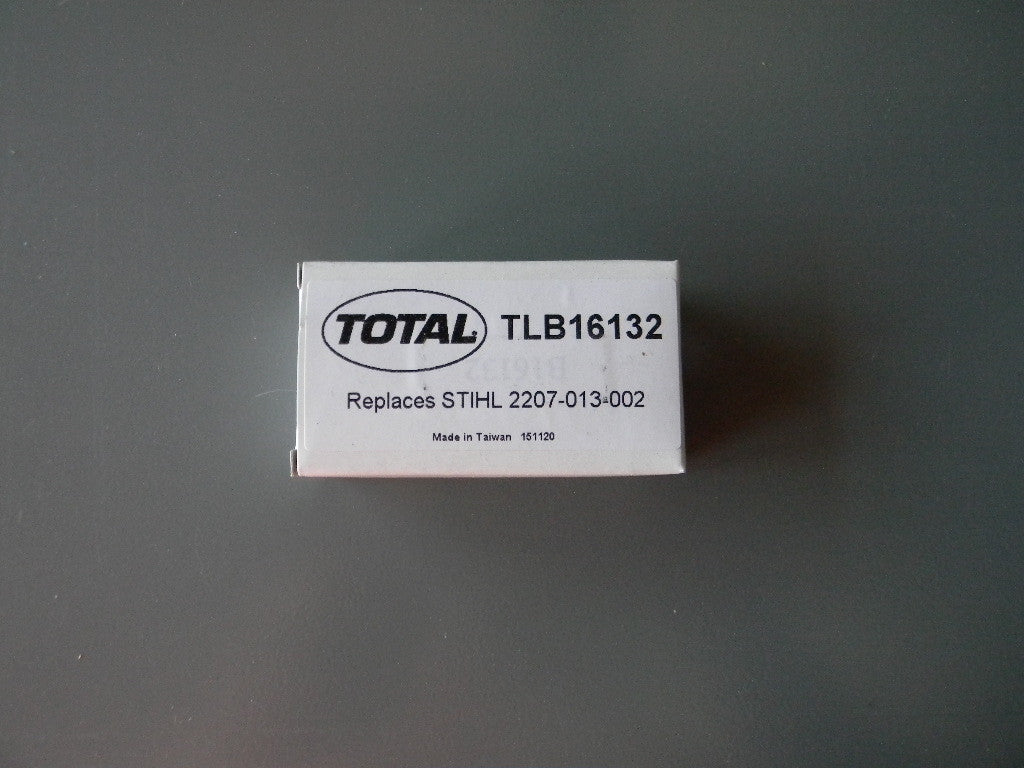 TOTAL TLB16132
Replaces STIHL 2207-013-002
Made in Taiwan 151120